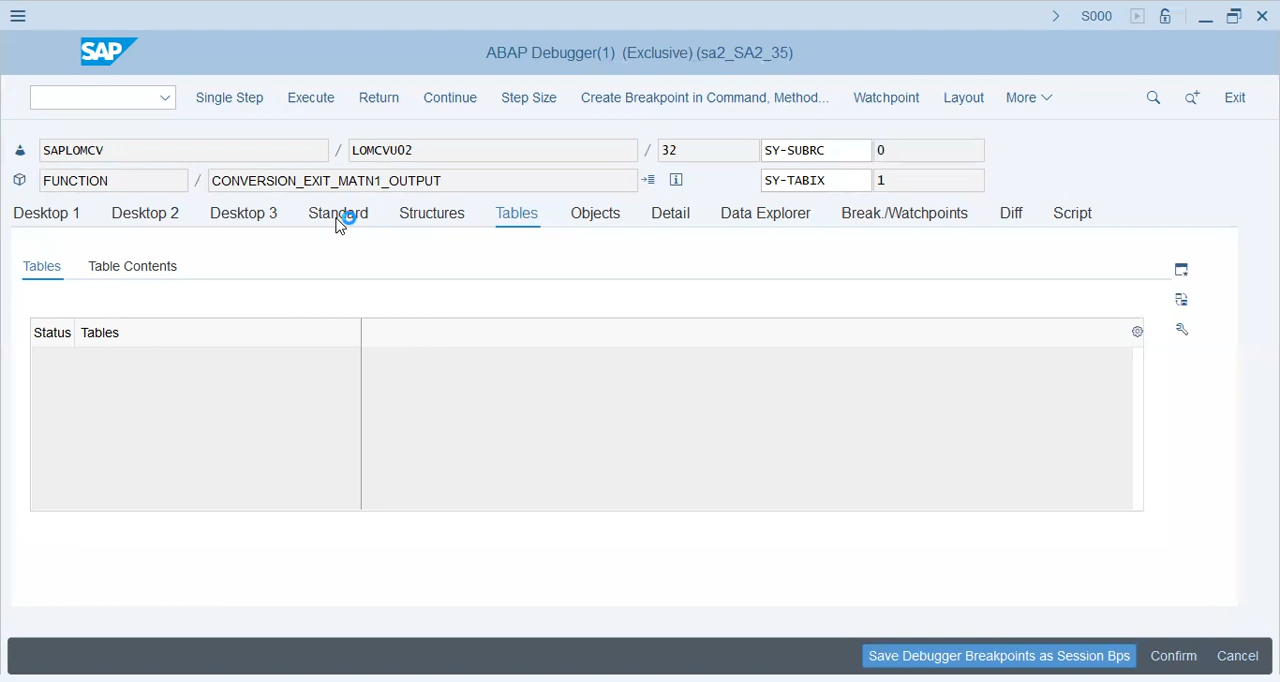 S000
SAP
ABAP Debugger(1) (Exclusive) (sa2_SA2_35)
Single Step Execute Return Continue Step Size Create Breakpoint in Command, Method... Watchpoint Layout More Exit
SAPLOMCV / LOMCVU02 / 32 SY-SUBRC 0
FUNCTION / CONVERSION_EXIT_MATN1_OUTPUT SY-TABIX 1
Desktop 1 Desktop 2 Desktop 3 Standard Structures Tables Objects Detail Data Explorer Break./Watchpoints Diff Script
Tables Table Contents
Status Tables
Save Debugger Breakpoints as Session Bps Confirm Cancel